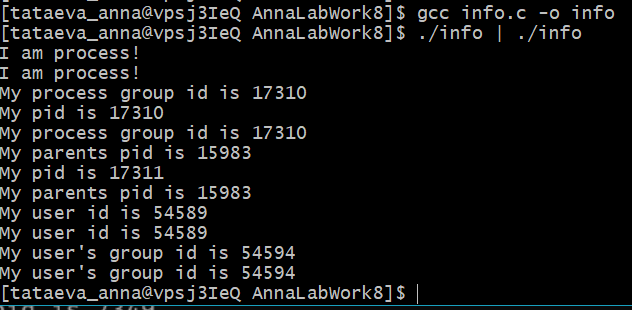 [tataeva_anna@vpsj3IeQ AnnaLabWork8]$ gcc info.c -o info
[tataeva_anna@vpsj3IeQ AnnaLabWork8]$ ./info | ./info
I am process!
I am process!
My process group id is 17310
My pid is 17310
My process group id is 17310
My parents pid is 15983
My pid is 17311
My parents pid is 15983
My user id is 54589
My user id is 54589
My user's group id is 54594
My user's group id is 54594
[tataeva_anna@vpsj3IeQ AnnaLabWork8]$